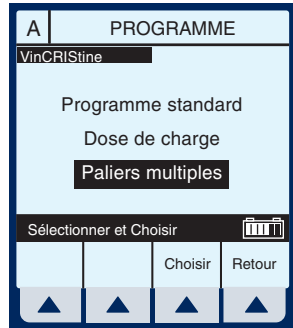 A PROGRAMME
VinCRIStine
Programme standard
Dose de charge
Paliers multiples
Sélectionner et Choisir
Choisir Retour